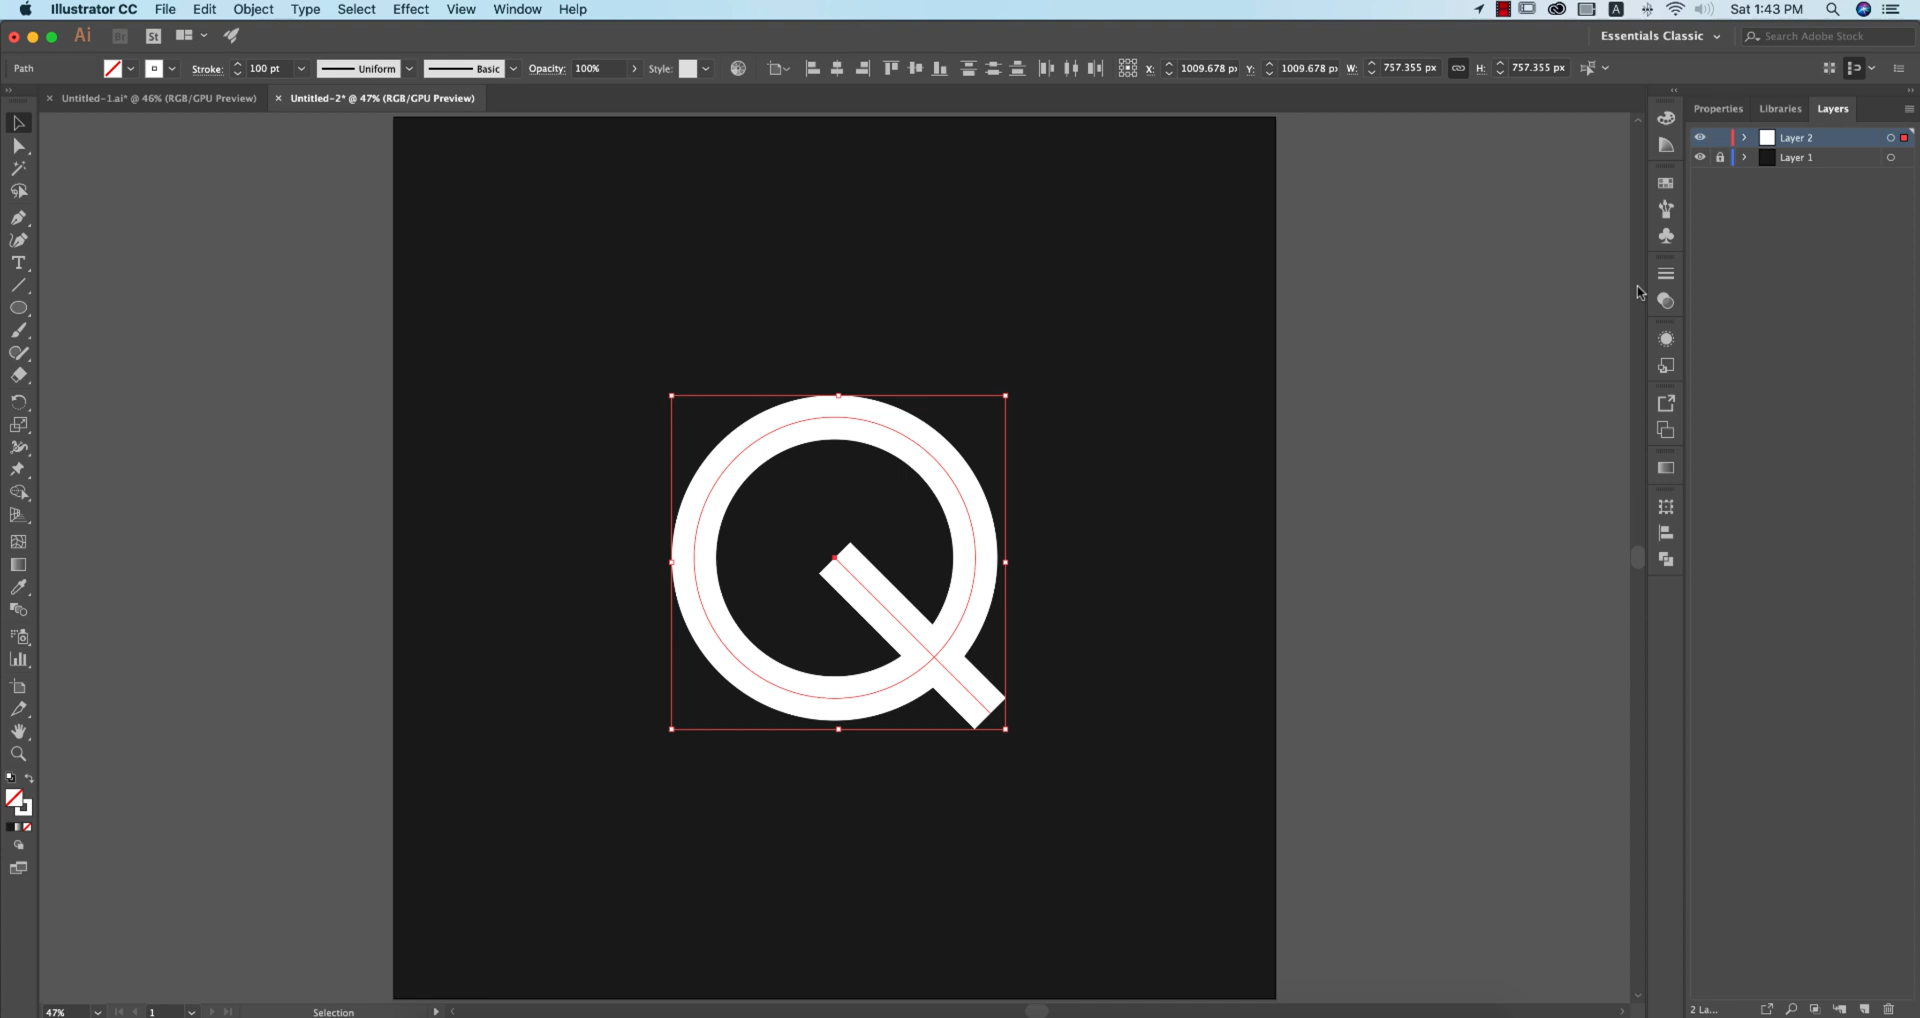 Illustrator CC File Edit Object Type Select Effect View Window Help A Sat 1:43 PM
Ai Br St Essentials Classic Search Adobe Stock
Path Stroke: 100 pt Uniform Basic Opacity: 100% Style: X: 1009.678 px Y: 1009.678 px W: 757.355 px H: 757.355 px
Untitled-1.ai* @ 46% (RGB/GPU Preview) Untitled-2* @ 47% (RGB/GPU Preview)
Properties Libraries Layers
Layer 2
Layer 1
Q
47% 1 Selection 2 La...